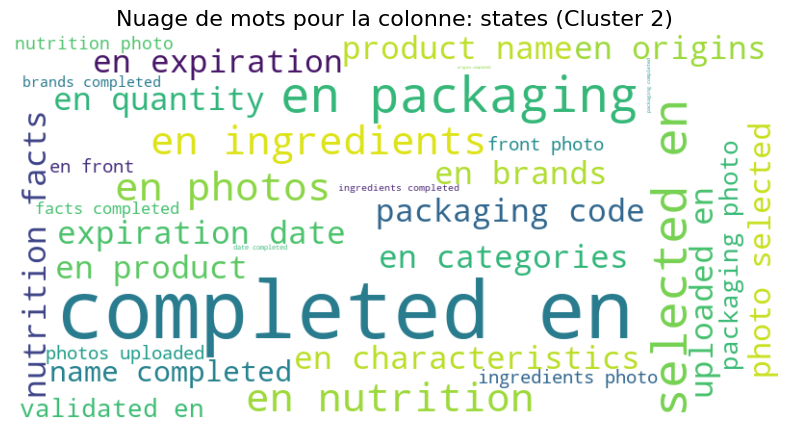 Nuage de mots pour la colonne: states (Cluster 2)
nutrition photo
en expiration
product name
en origins
origins completed
brands completed
en quantity
en packaging
packaging completed
en ingredients
front photo
en front
en photos
en brands
ingredients completed
facts completed
packaging code
expiration date
date completed
en product
en categories
completed en
nutrition facts
selected en
uploaded en
packaging photo
photo selected
photos uploaded
name completed
en characteristics
ingredients photo
validated en
en nutrition